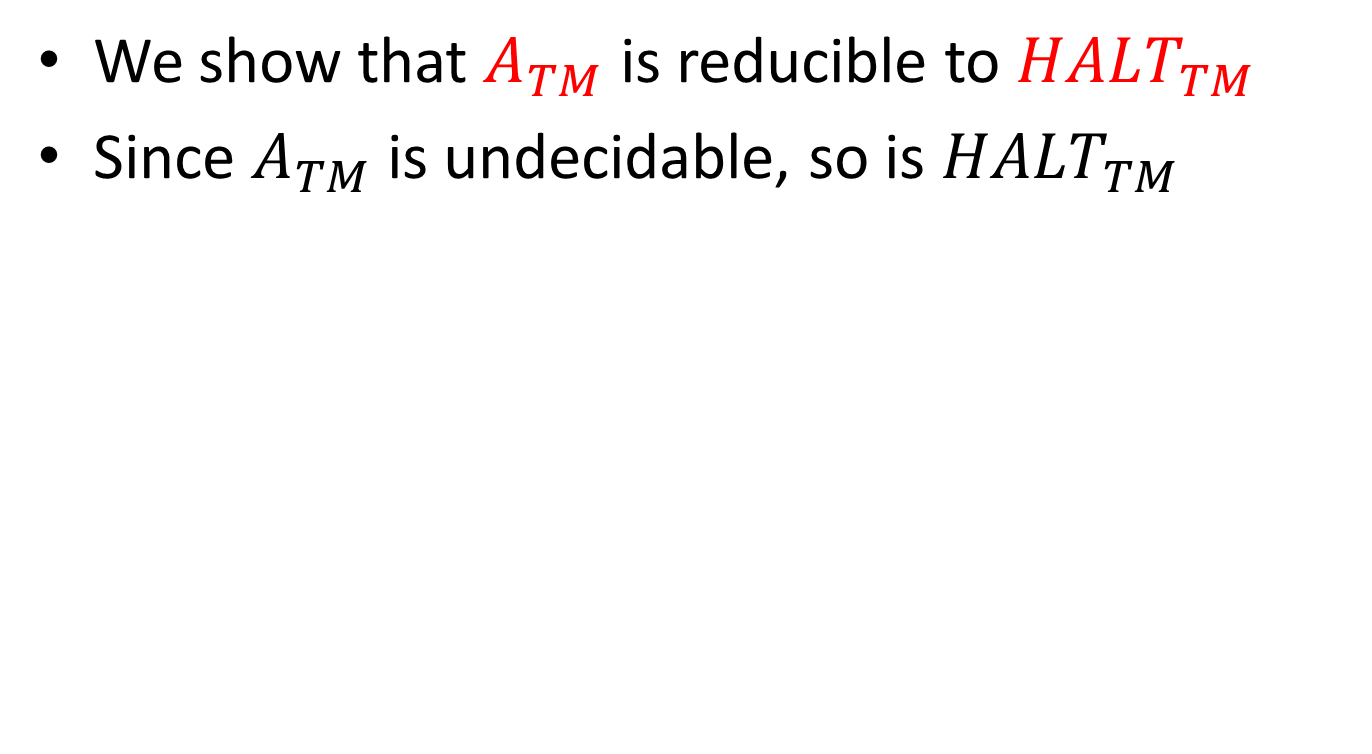 • We show that A_TM is reducible to HALT_TM
• Since A_TM is undecidable, so is HALT_TM